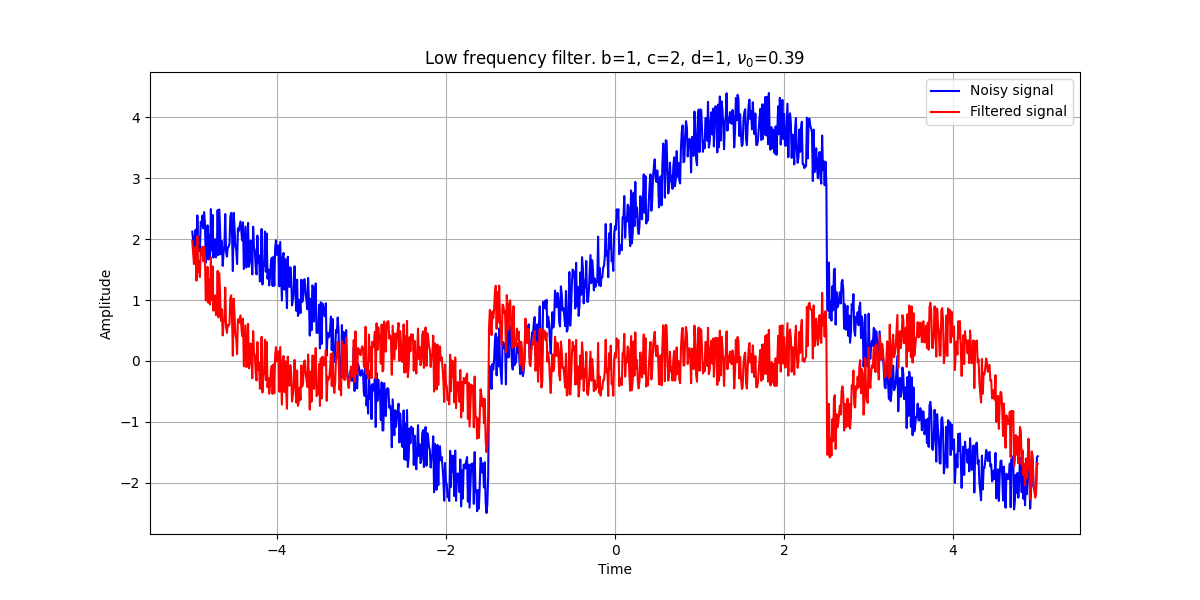 Low frequency filter. b=1, c=2, d=1, ν₀=0.39
Noisy signal
Filtered signal
Amplitude
4
3
2
1
0
−1
−2
−4
−2
0
2
4
Time